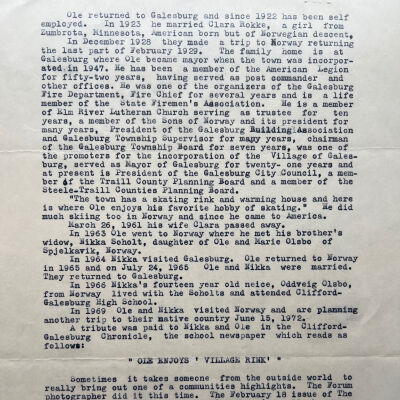 Ole returned to Galesburg and since 1922 has been self
employed. In 1923 he married Clara Rokke, a girl from
Zumbrota, Minnesota, American born but of Norwegian descent.
In December 1928 they made a trip to Norway returning
the last part of February 1929. The family home is at
Galesburg where Ole became mayor when the town was incorpor-
ated in 1947. He has been a member of the American Legion
for fifty-two years, having served as post commander and
other offices. He was one of the organizers of the Galesburg
Fire Department, Fire Chief for several years and is a life
member of the State Firemen's Association. He is a member
of Elm River Lutheran Church serving as trustee for ten
years, a member of the Sons of Norway and its president for
many years, President of the Galesburg Building Association
and Galesburg Township Supervisor for many years, chairman
of the Galesburg Township Board for seven years, was one of
the promoters for the incorporation of the Village of Gales-
burg, served as Mayor of Galesburg for twenty-one years and
at present is President of the Galesburg City Council, a mem-
ber of the Traill County Planning Board and a member of the
Steele-Traill Counties Planning Board.
"The town has a skating rink and warming house and here
is where Ole enjoys his favorite hobby of skating." He did
much skiing too in Norway and since he came to America.
March 26, 1961 his wife Clara passed away.
In 1963 Ole went to Norway where he met his brother's
widow, Nikka Scholt, daughter of Ole and Marie Olsbo of
Spjelkavik, Norway.
In 1964 Nikka visited Galesburg. Ole returned to Norway
in 1965 and on July 24, 1965 Ole and Nikka were married.
They returned to Galesburg.
In 1966 Nikka's fourteen year old neice, Oddveig Olsbo,
from Norway lived with the Scholts and attended Clifford-
Galesburg High School.
In 1969 Ole and Nikka visited Norway and are planning
another trip to their native country June 15, 1972.
A tribute was paid to Nikka and Ole in the Clifford-
Galesburg Chronicle, the school newspaper which reads as
follows:
" OLE ENJOYS 'VILLAGE RINK' "
Sometimes it takes someone from the outside world to
really bring out one of a communities highlights. The Forum
photographer did it this time. The February 18 issue of The